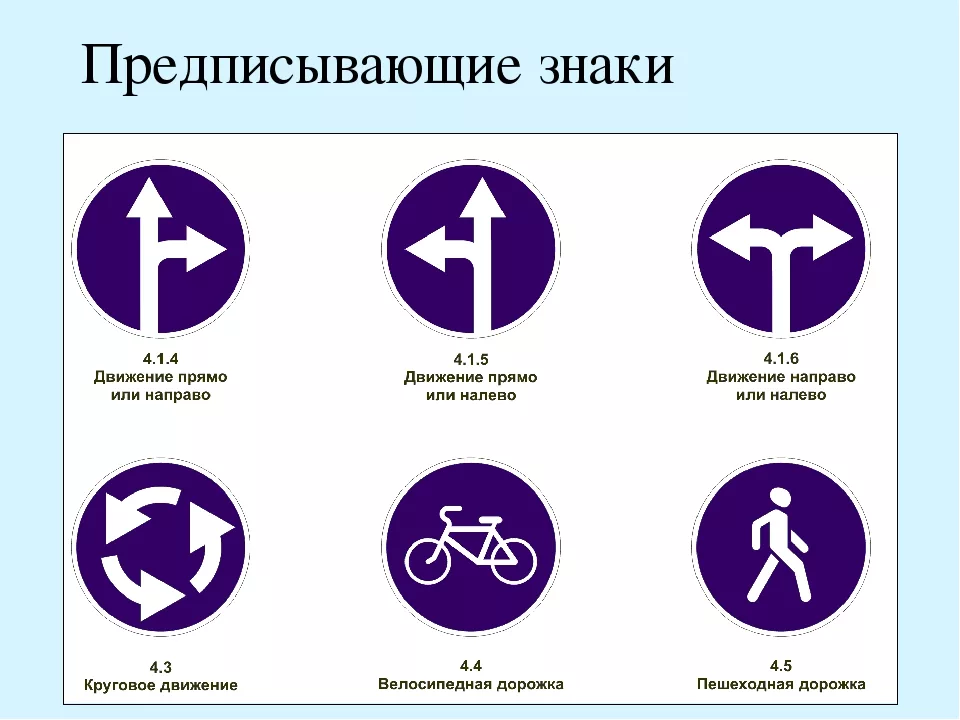 Предписывающие знаки
4.1.4
Движение прямо
или направо
4.1.5
Движение прямо
или налево
4.1.6
Движение направо
или налево
4.3
Круговое движение
4.4
Велосипедная дорожка
4.5
Пешеходная дорожка